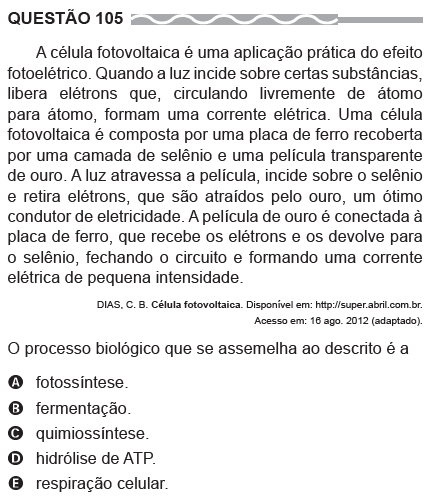 QUESTÃO 105
A célula fotovoltaica é uma aplicação prática do efeito
fotoelétrico. Quando a luz incide sobre certas substâncias,
libera elétrons que, circulando livremente de átomo
para átomo, formam uma corrente elétrica. Uma célula
fotovoltaica é composta por uma placa de ferro recoberta
por uma camada de selênio e uma película transparente
de ouro. A luz atravessa a película, incide sobre o selênio
e retira elétrons, que são atraídos pelo ouro, um ótimo
condutor de eletricidade. A película de ouro é conectada à
placa de ferro, que recebe os elétrons e os devolve para
o selênio, fechando o circuito e formando uma corrente
elétrica de pequena intensidade.
DIAS, C. B. Célula fotovoltaica. Disponível em: http://super.abril.com.br.
Acesso em: 16 ago. 2012 (adaptado).
O processo biológico que se assemelha ao descrito é a
A fotossíntese.
B fermentação.
C quimiossíntese.
D hidrólise de ATP.
E respiração celular.